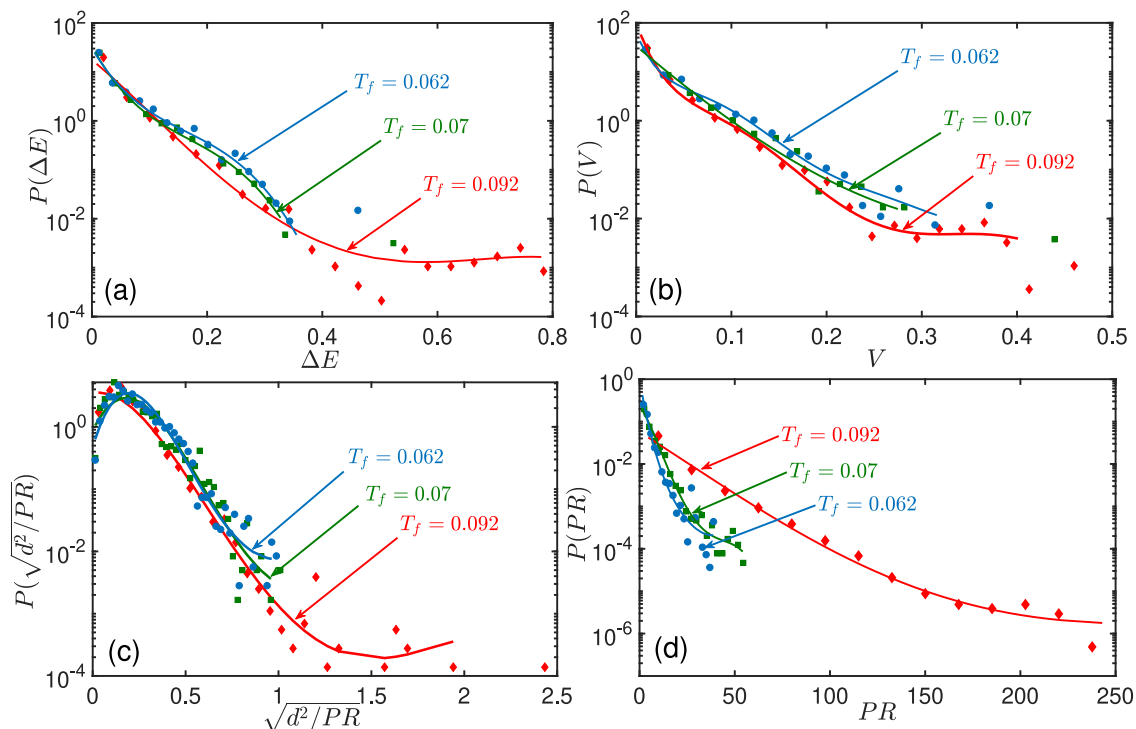 10^2
10^0
10^-2
10^-4
P(ΔE)
0
0.2
0.4
0.6
0.8
ΔE
T_f = 0.062
T_f = 0.07
T_f = 0.092
(a)
10^2
10^0
10^-2
10^-4
P(V)
0
0.1
0.2
0.3
0.4
0.5
V
T_f = 0.062
T_f = 0.07
T_f = 0.092
(b)
10^0
10^-2
10^-4
P(√d^2/PR)
0
0.5
1
1.5
2
2.5
√d^2/PR
T_f = 0.062
T_f = 0.07
T_f = 0.092
(c)
10^0
10^-2
10^-4
10^-6
P(PR)
0
50
100
150
200
250
PR
T_f = 0.092
T_f = 0.07
T_f = 0.062
(d)